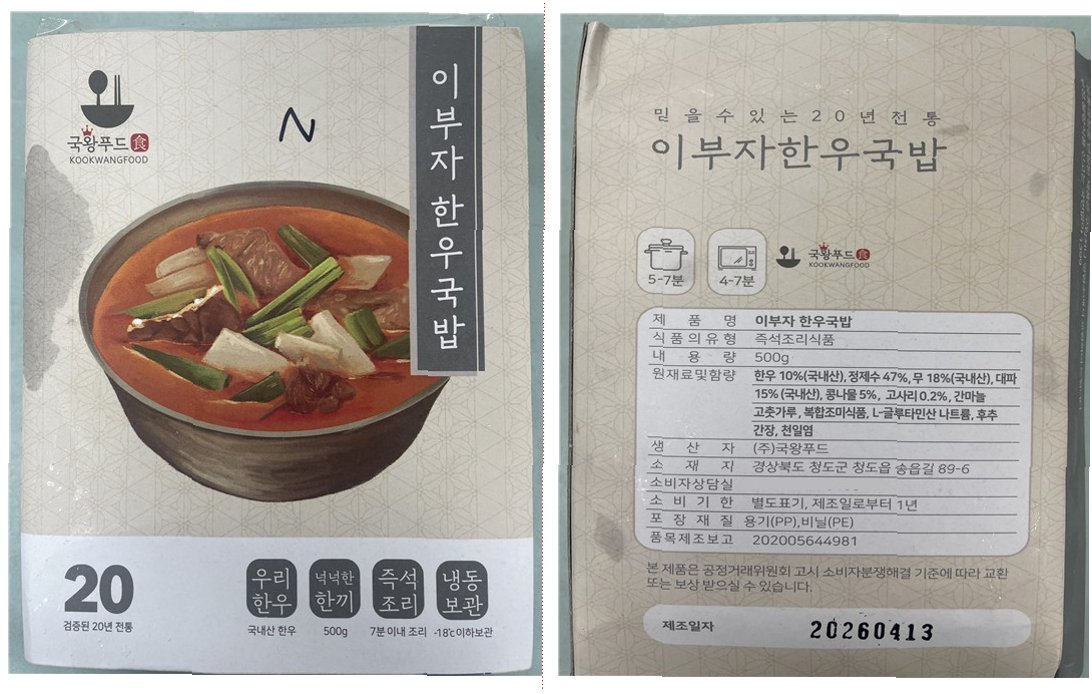 국왕푸드 食
KOOKWANGFOOD
N
이부자 한우국밥
20
검증된 20년 전통
우리
한우
국내산 한우
넉넉한
한끼
500g
즉석
조리
7분 이내 조리
냉동
보관
-18℃이하보관
믿을수있는20년전통
이부자한우국밥
5-7분
4-7분
국왕푸드 食
KOOKWANGFOOD
제품명 이부자 한우국밥
식품의유형 즉석조리식품
내용량 500g
원재료및함량 한우 10%(국내산), 정제수 47%, 무 18%(국내산), 대파
15% (국내산), 콩나물 5%, 고사리 0.2%, 간마늘
고춧가루, 복합조미식품, L-글루타민산 나트륨, 후추
간장, 천일염
생산자 (주)국왕푸드
소재지 경상북도 청도군 청도읍 송읍길 89-6
소비자상담실
소비기한 별도표기, 제조일로부터 1년
포장재질 용기(PP),비닐(PE)
품목제조보고 202005644981
본 제품은 공정거래위원회 고시 소비자분쟁해결 기준에 따라 교환
또는 보상 받으실 수 있습니다.
제조일자 20260413